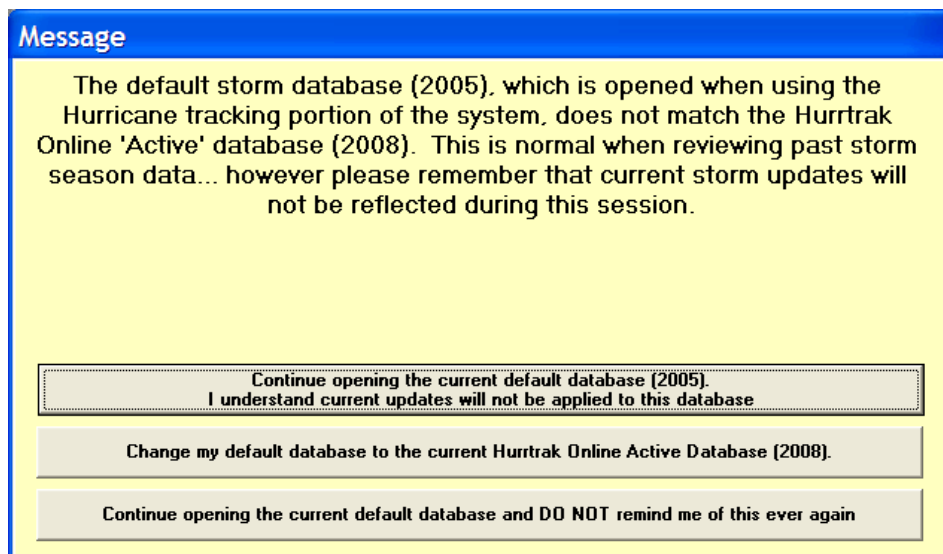 Message
The default storm database (2005), which is opened when using the
Hurricane tracking portion of the system, does not match the Hurrtrak
Online 'Active' database (2008).  This is normal when reviewing past storm
season data... however please remember that current storm updates will
not be reflected during this session.
Continue opening the current default database (2005).
I understand current updates will not be applied to this database
Change my default database to the current Hurrtrak Online Active Database (2008).
Continue opening the current default database and DO NOT remind me of this ever again